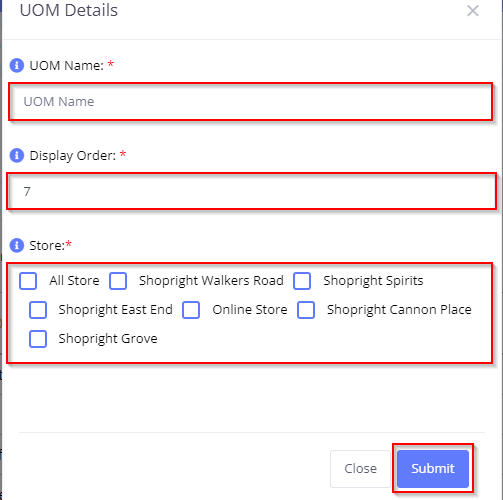 UOM Details
UOM Name: *
UOM Name
Display Order: *
7
Store:*
All Store Shopright Walkers Road Shopright Spirits
Shopright East End Online Store Shopright Cannon Place
Shopright Grove
Close Submit